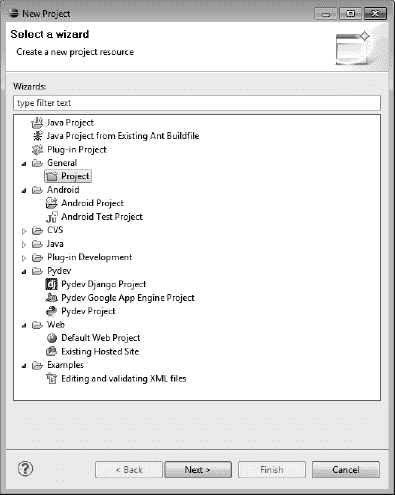 New Project
Select a wizard
Create a new project resource
Wizards:
type filter text
Java Project
Java Project from Existing Ant Buildfile
Plug-in Project
General
Project
Android
Android Project
Android Test Project
CVS
Java
Plug-in Development
Pydev
Pydev Django Project
Pydev Google App Engine Project
Pydev Project
Web
Default Web Project
Existing Hosted Site
Examples
Editing and validating XML files
? < Back Next > Finish Cancel